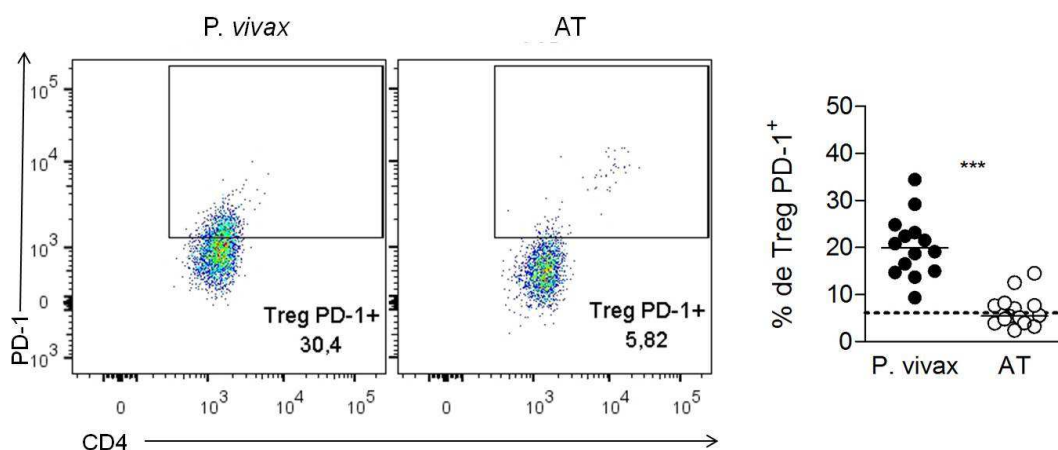 P. vivax
AT
PD-1
10⁵
10⁴
10³
0
10³
Treg PD-1+
30,4
Treg PD-1+
5,82
0
10³
10⁴
10⁵
0
10³
10⁴
10⁵
CD4
% de Treg PD-1⁺
50
40
30
20
10
0
***
P. vivax
AT